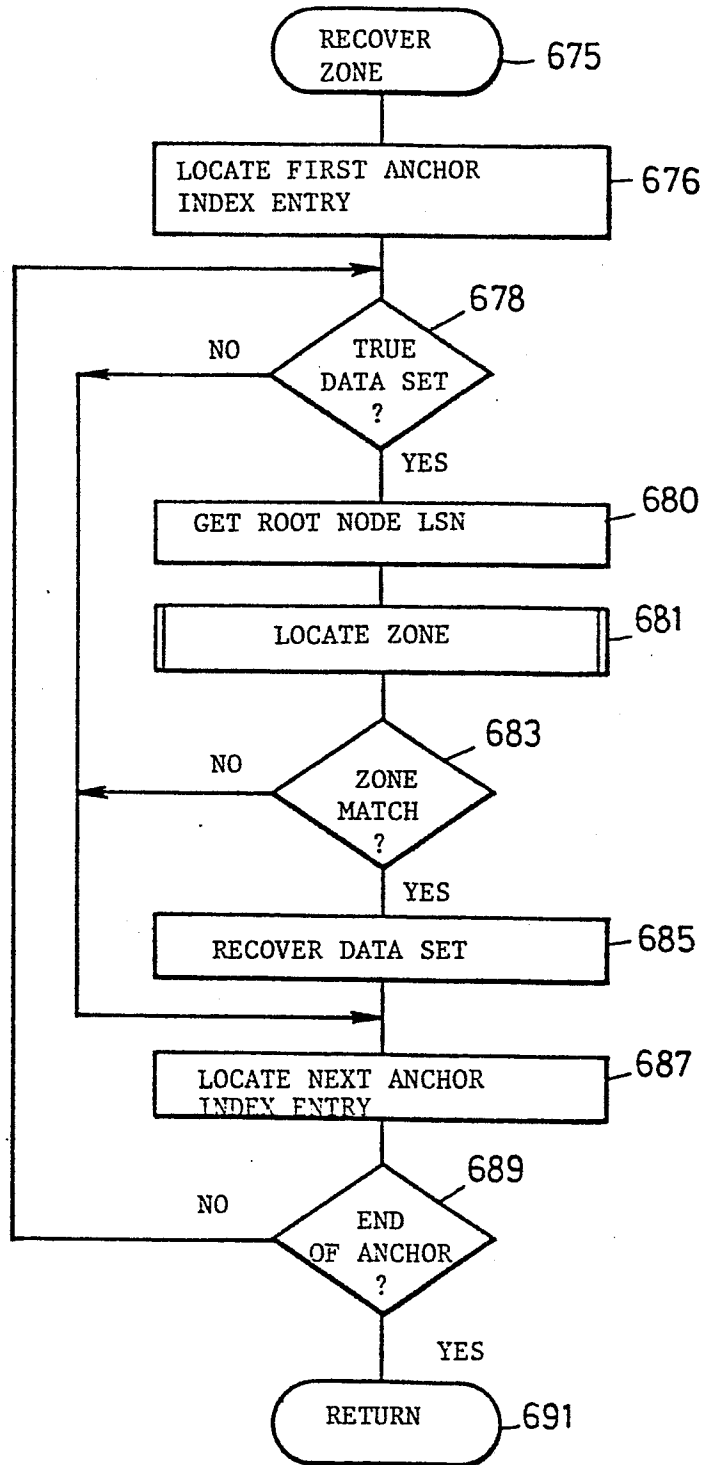 RECOVER
ZONE
675
LOCATE FIRST ANCHOR
INDEX ENTRY
676
678
NO
TRUE
DATA SET
?
YES
GET ROOT NODE LSN
680
LOCATE ZONE
681
683
NO
ZONE
MATCH
?
YES
RECOVER DATA SET
685
LOCATE NEXT ANCHOR
INDEX ENTRY
687
689
NO
END
OF ANCHOR
?
YES
RETURN
691